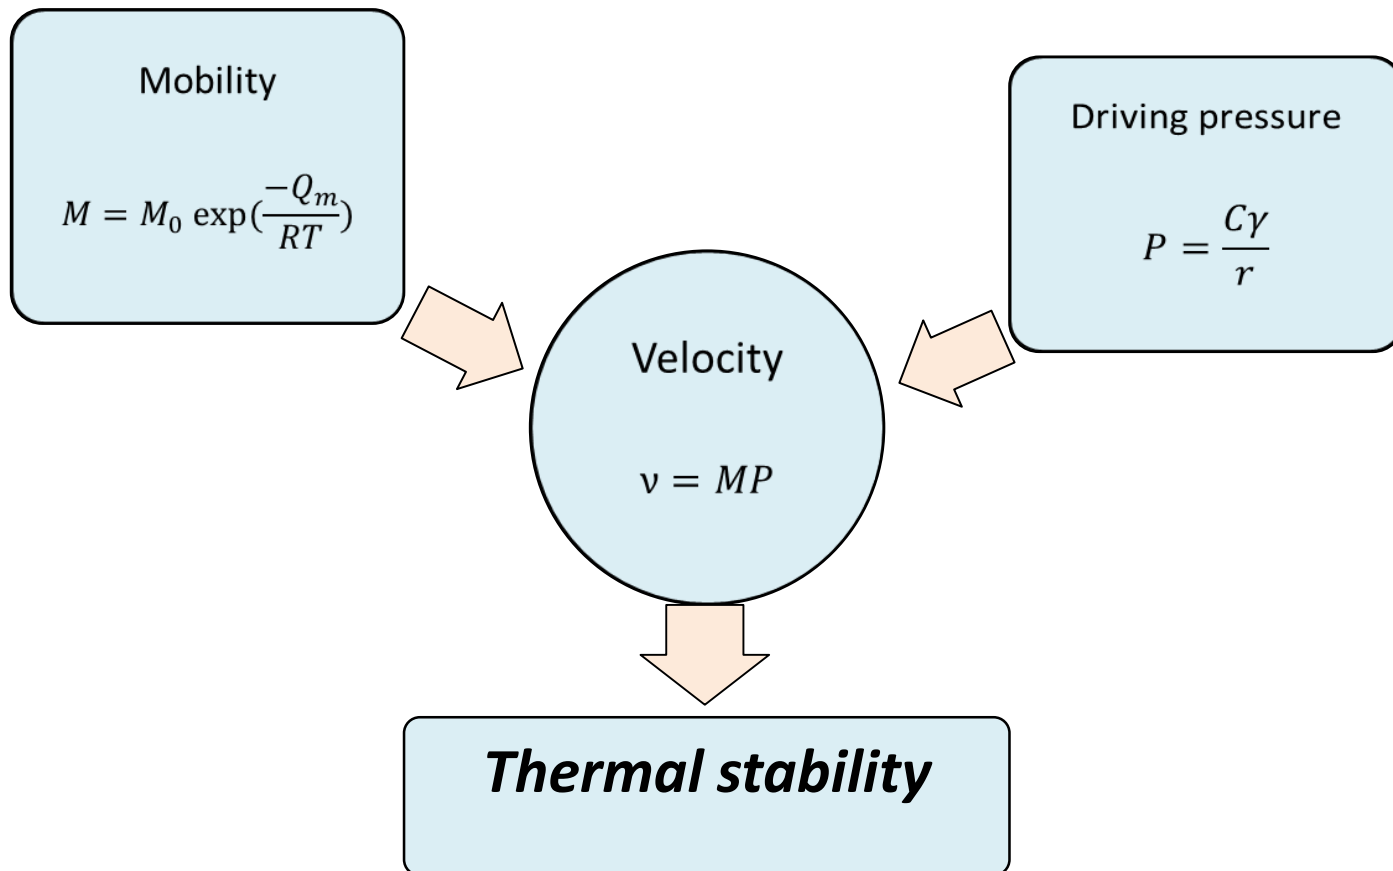 Mobility
M = M₀ exp(−Qₘ/RT)
Driving pressure
P = Cγ/r
Velocity
ν = MP
Thermal stability